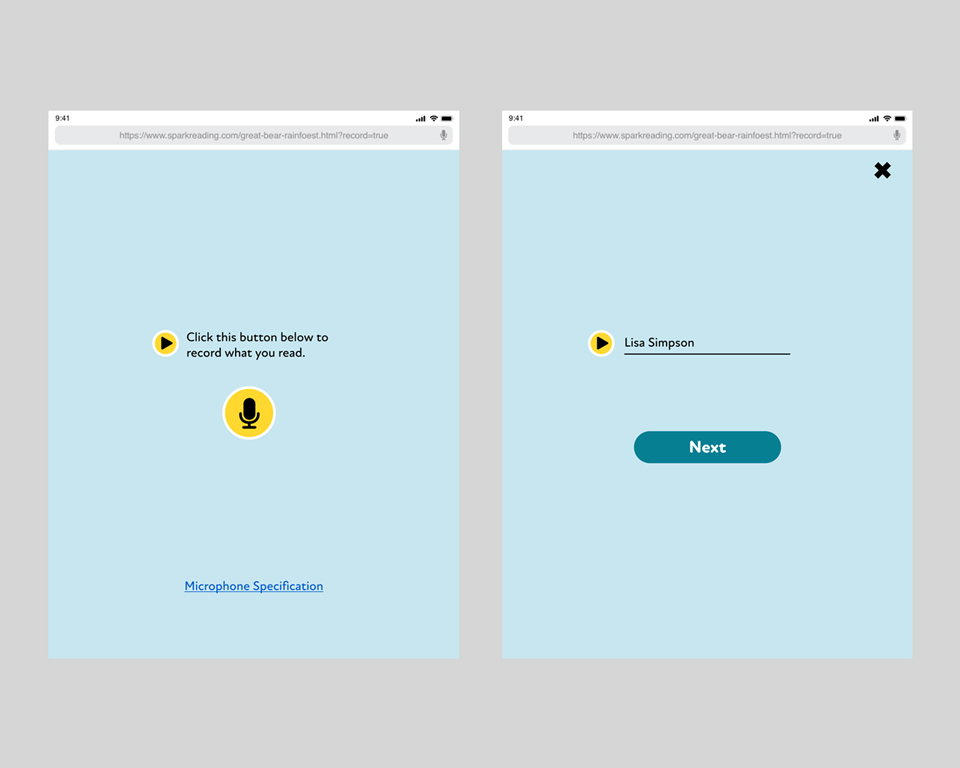 9:41
https://www.sparkreading.com/great-bear-rainfoest.html?record=true
Click this button below to
record what you read.
Microphone Specification
9:41
https://www.sparkreading.com/great-bear-rainfoest.html?record=true
Lisa Simpson
Next